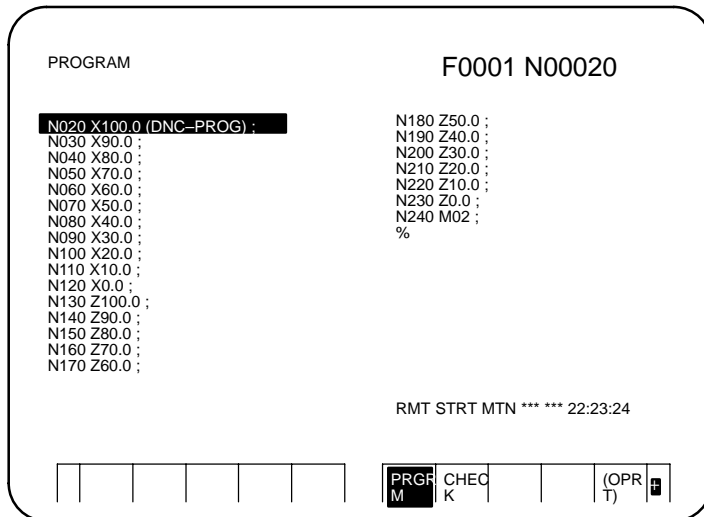 PROGRAM
F0001 N00020
N020 X100.0 (DNC–PROG) ;
N030 X90.0 ;
N040 X80.0 ;
N050 X70.0 ;
N060 X60.0 ;
N070 X50.0 ;
N080 X40.0 ;
N090 X30.0 ;
N100 X20.0 ;
N110 X10.0 ;
N120 X0.0 ;
N130 Z100.0 ;
N140 Z90.0 ;
N150 Z80.0 ;
N160 Z70.0 ;
N170 Z60.0 ;
N180 Z50.0 ;
N190 Z40.0 ;
N200 Z30.0 ;
N210 Z20.0 ;
N220 Z10.0 ;
N230 Z0.0 ;
N240 M02 ;
%
RMT STRT MTN *** *** 22:23:24
PRGR
M
CHEC
K
(OPR
T)
+